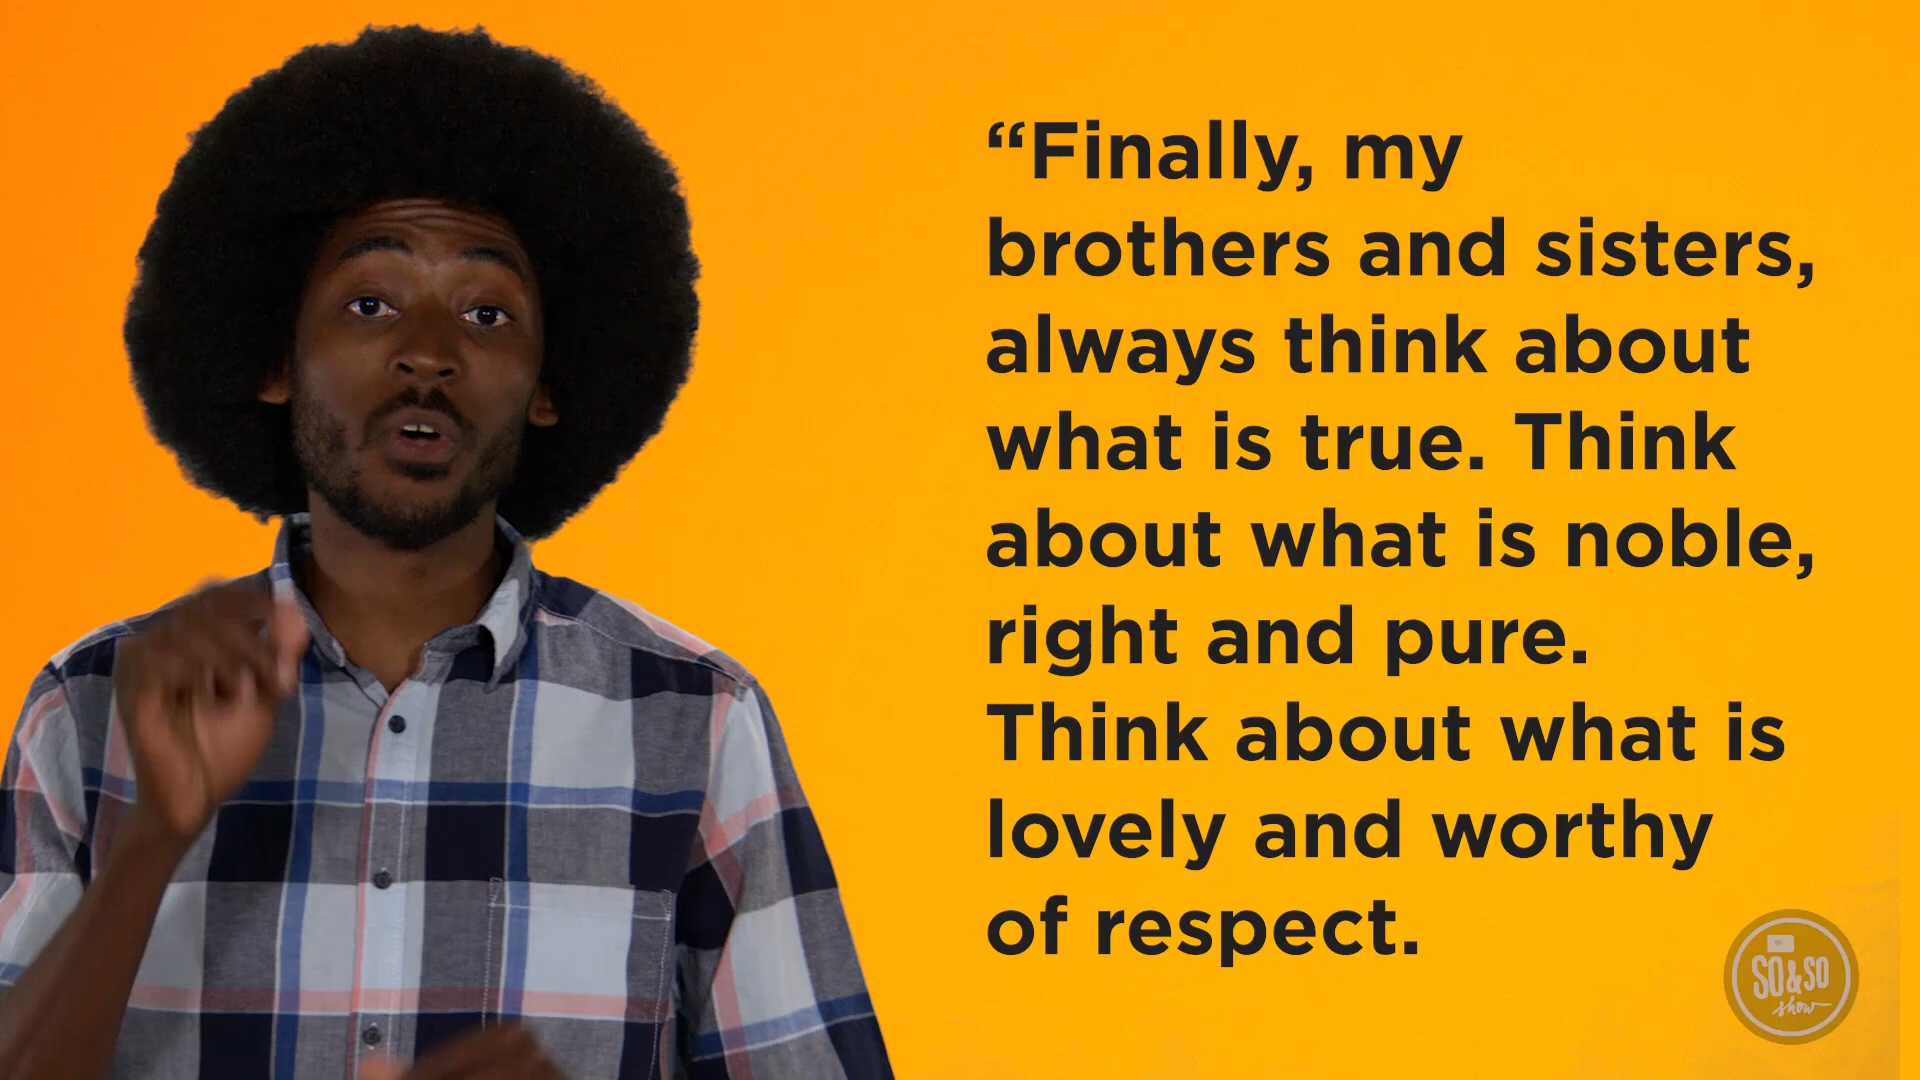 “Finally, my
brothers and sisters,
always think about
what is true. Think
about what is noble,
right and pure.
Think about what is
lovely and worthy
of respect.
SO & SO
show